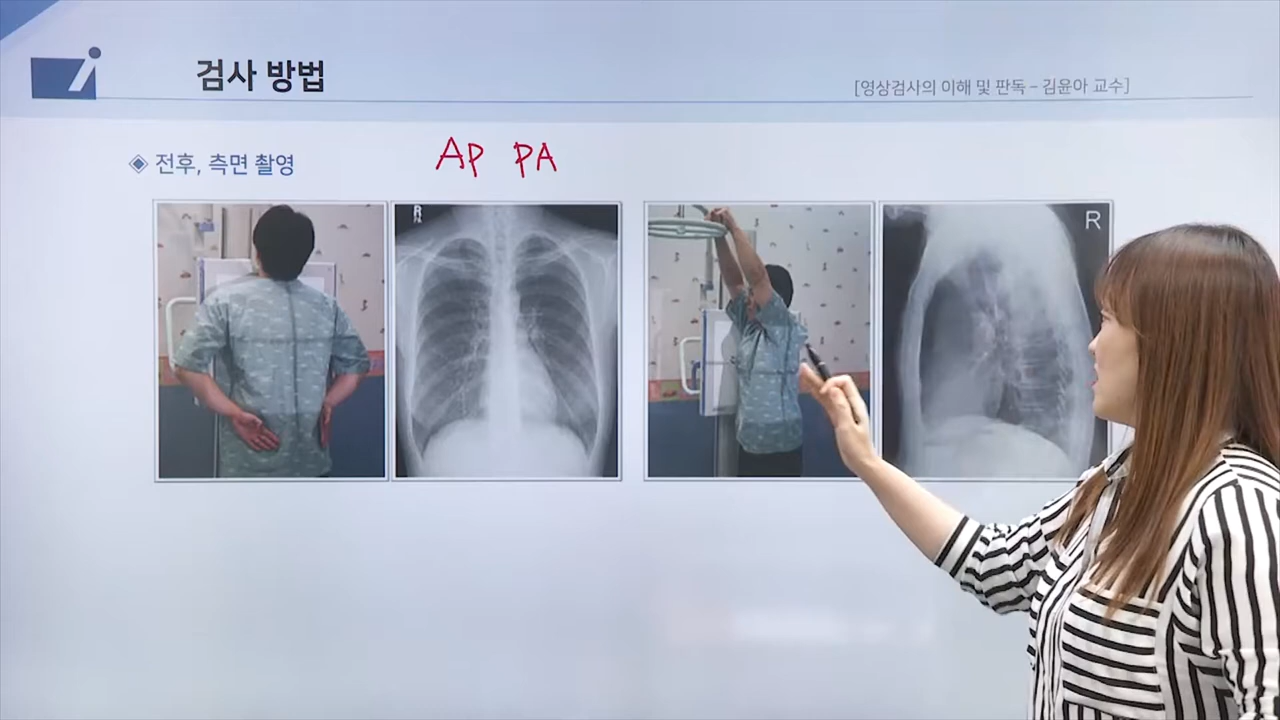 검사 방법
[영상검사의 이해 및 판독 – 김윤아 교수]
◈ 전후, 측면 촬영
AP PA
R
R